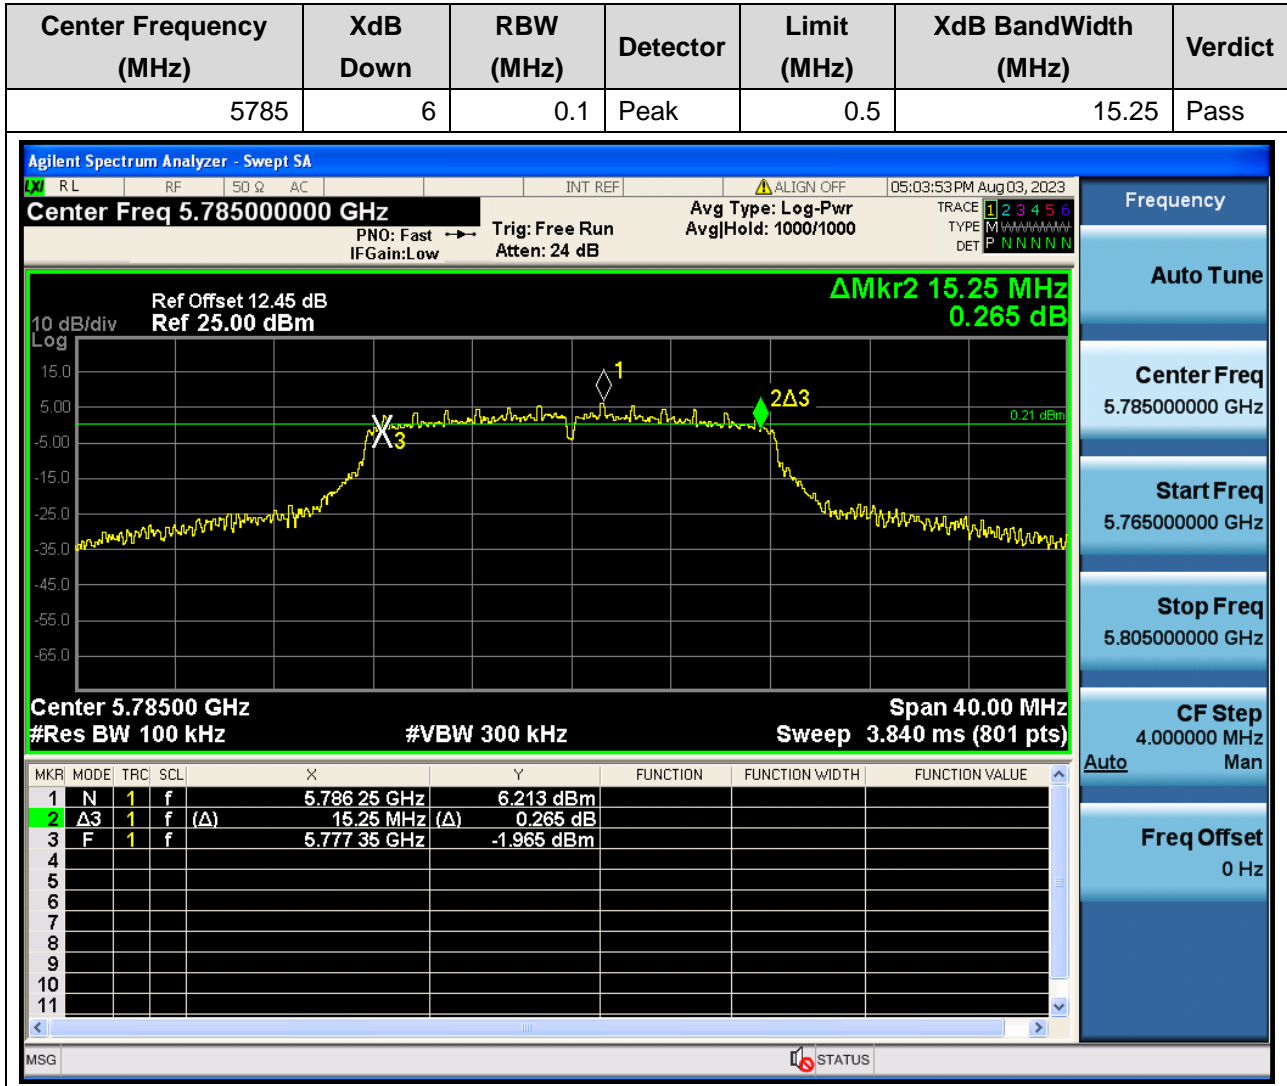 Center Frequency (MHz) XdB Down RBW (MHz) Detector Limit (MHz) XdB BandWidth (MHz) Verdict
5785 6 0.1 Peak 0.5 15.25 Pass
Agilent Spectrum Analyzer - Swept SA
LXI RL RF 50 Ω AC INT REF ALIGN OFF 05:03:53 PM Aug 03, 2023
Center Freq 5.785000000 GHz
PNO: Fast
IFGain:Low
Trig: Free Run
Atten: 24 dB
Avg Type: Log-Pwr
Avg|Hold: 1000/1000
TRACE 1 2 3 4 5 6
TYPE M
DET P N N N N N
Ref Offset 12.45 dB
10 dB/div Ref 25.00 dBm
Log
ΔMkr2 15.25 MHz
0.265 dB
15.0
5.00
-5.00
-15.0
-25.0
-35.0
-45.0
-55.0
-65.0
1
2Δ3
3
0.21 dBm
Center 5.78500 GHz Span 40.00 MHz
#Res BW 100 kHz #VBW 300 kHz Sweep 3.840 ms (801 pts)
MKR MODE TRC SCL X Y FUNCTION FUNCTION WIDTH FUNCTION VALUE
1 N 1 f 5.786 25 GHz 6.213 dBm
2 Δ3 1 f (Δ) 15.25 MHz (Δ) 0.265 dB
3 F 1 f 5.777 35 GHz -1.965 dBm
4
5
6
7
8
9
10
11
MSG STATUS
Frequency
Auto Tune
Center Freq
5.785000000 GHz
Start Freq
5.765000000 GHz
Stop Freq
5.805000000 GHz
CF Step
4.000000 MHz
Auto Man
Freq Offset
0 Hz